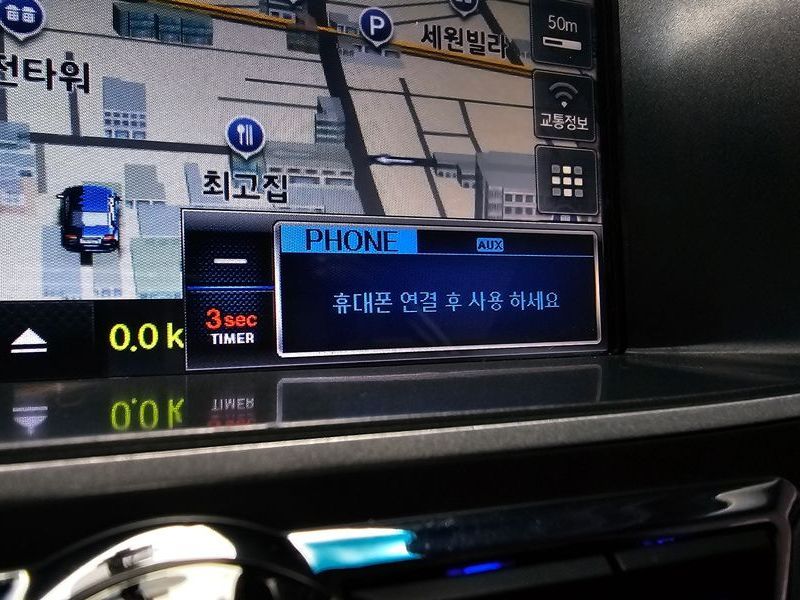 50m
P
세원빌라
전타워
교통정보
최고집
PHONE
AUX
휴대폰 연결 후 사용 하세요
3sec
TIMER
0.0 k